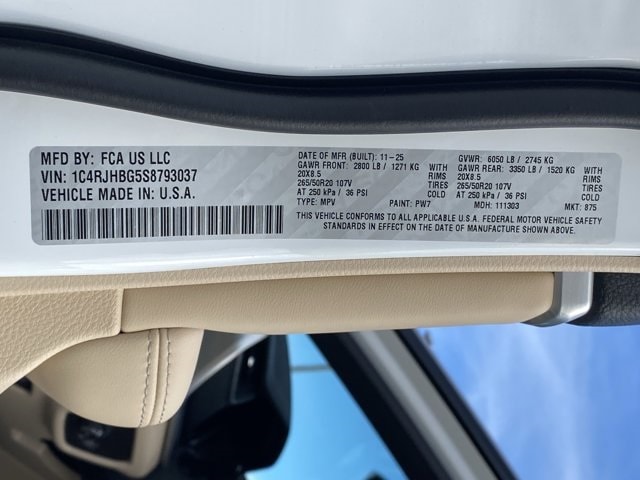 MFD BY: FCA US LLC
VIN: 1C4RJHBG5S8793037
VEHICLE MADE IN: U.S.A.
DATE OF MFR (BUILT): 11-25 GVWR: 6050 LB / 2745 KG
GAWR FRONT: 2800 LB / 1271 KG WITH GAWR REAR: 3350 LB / 1520 KG WITH
20X8.5 RIMS 20X8.5 RIMS
265/50R20 107V TIRES 265/50R20 107V TIRES
AT 250 kPa / 36 PSI COLD AT 250 kPa / 36 PSI COLD
TYPE: MPV PAINT: PW7 MDH: 111303 MKT: 875
THIS VEHICLE CONFORMS TO ALL APPLICABLE U.S.A. FEDERAL MOTOR VEHICLE SAFETY
STANDARDS IN EFFECT ON THE DATE OF MANUFACTURE SHOWN ABOVE.